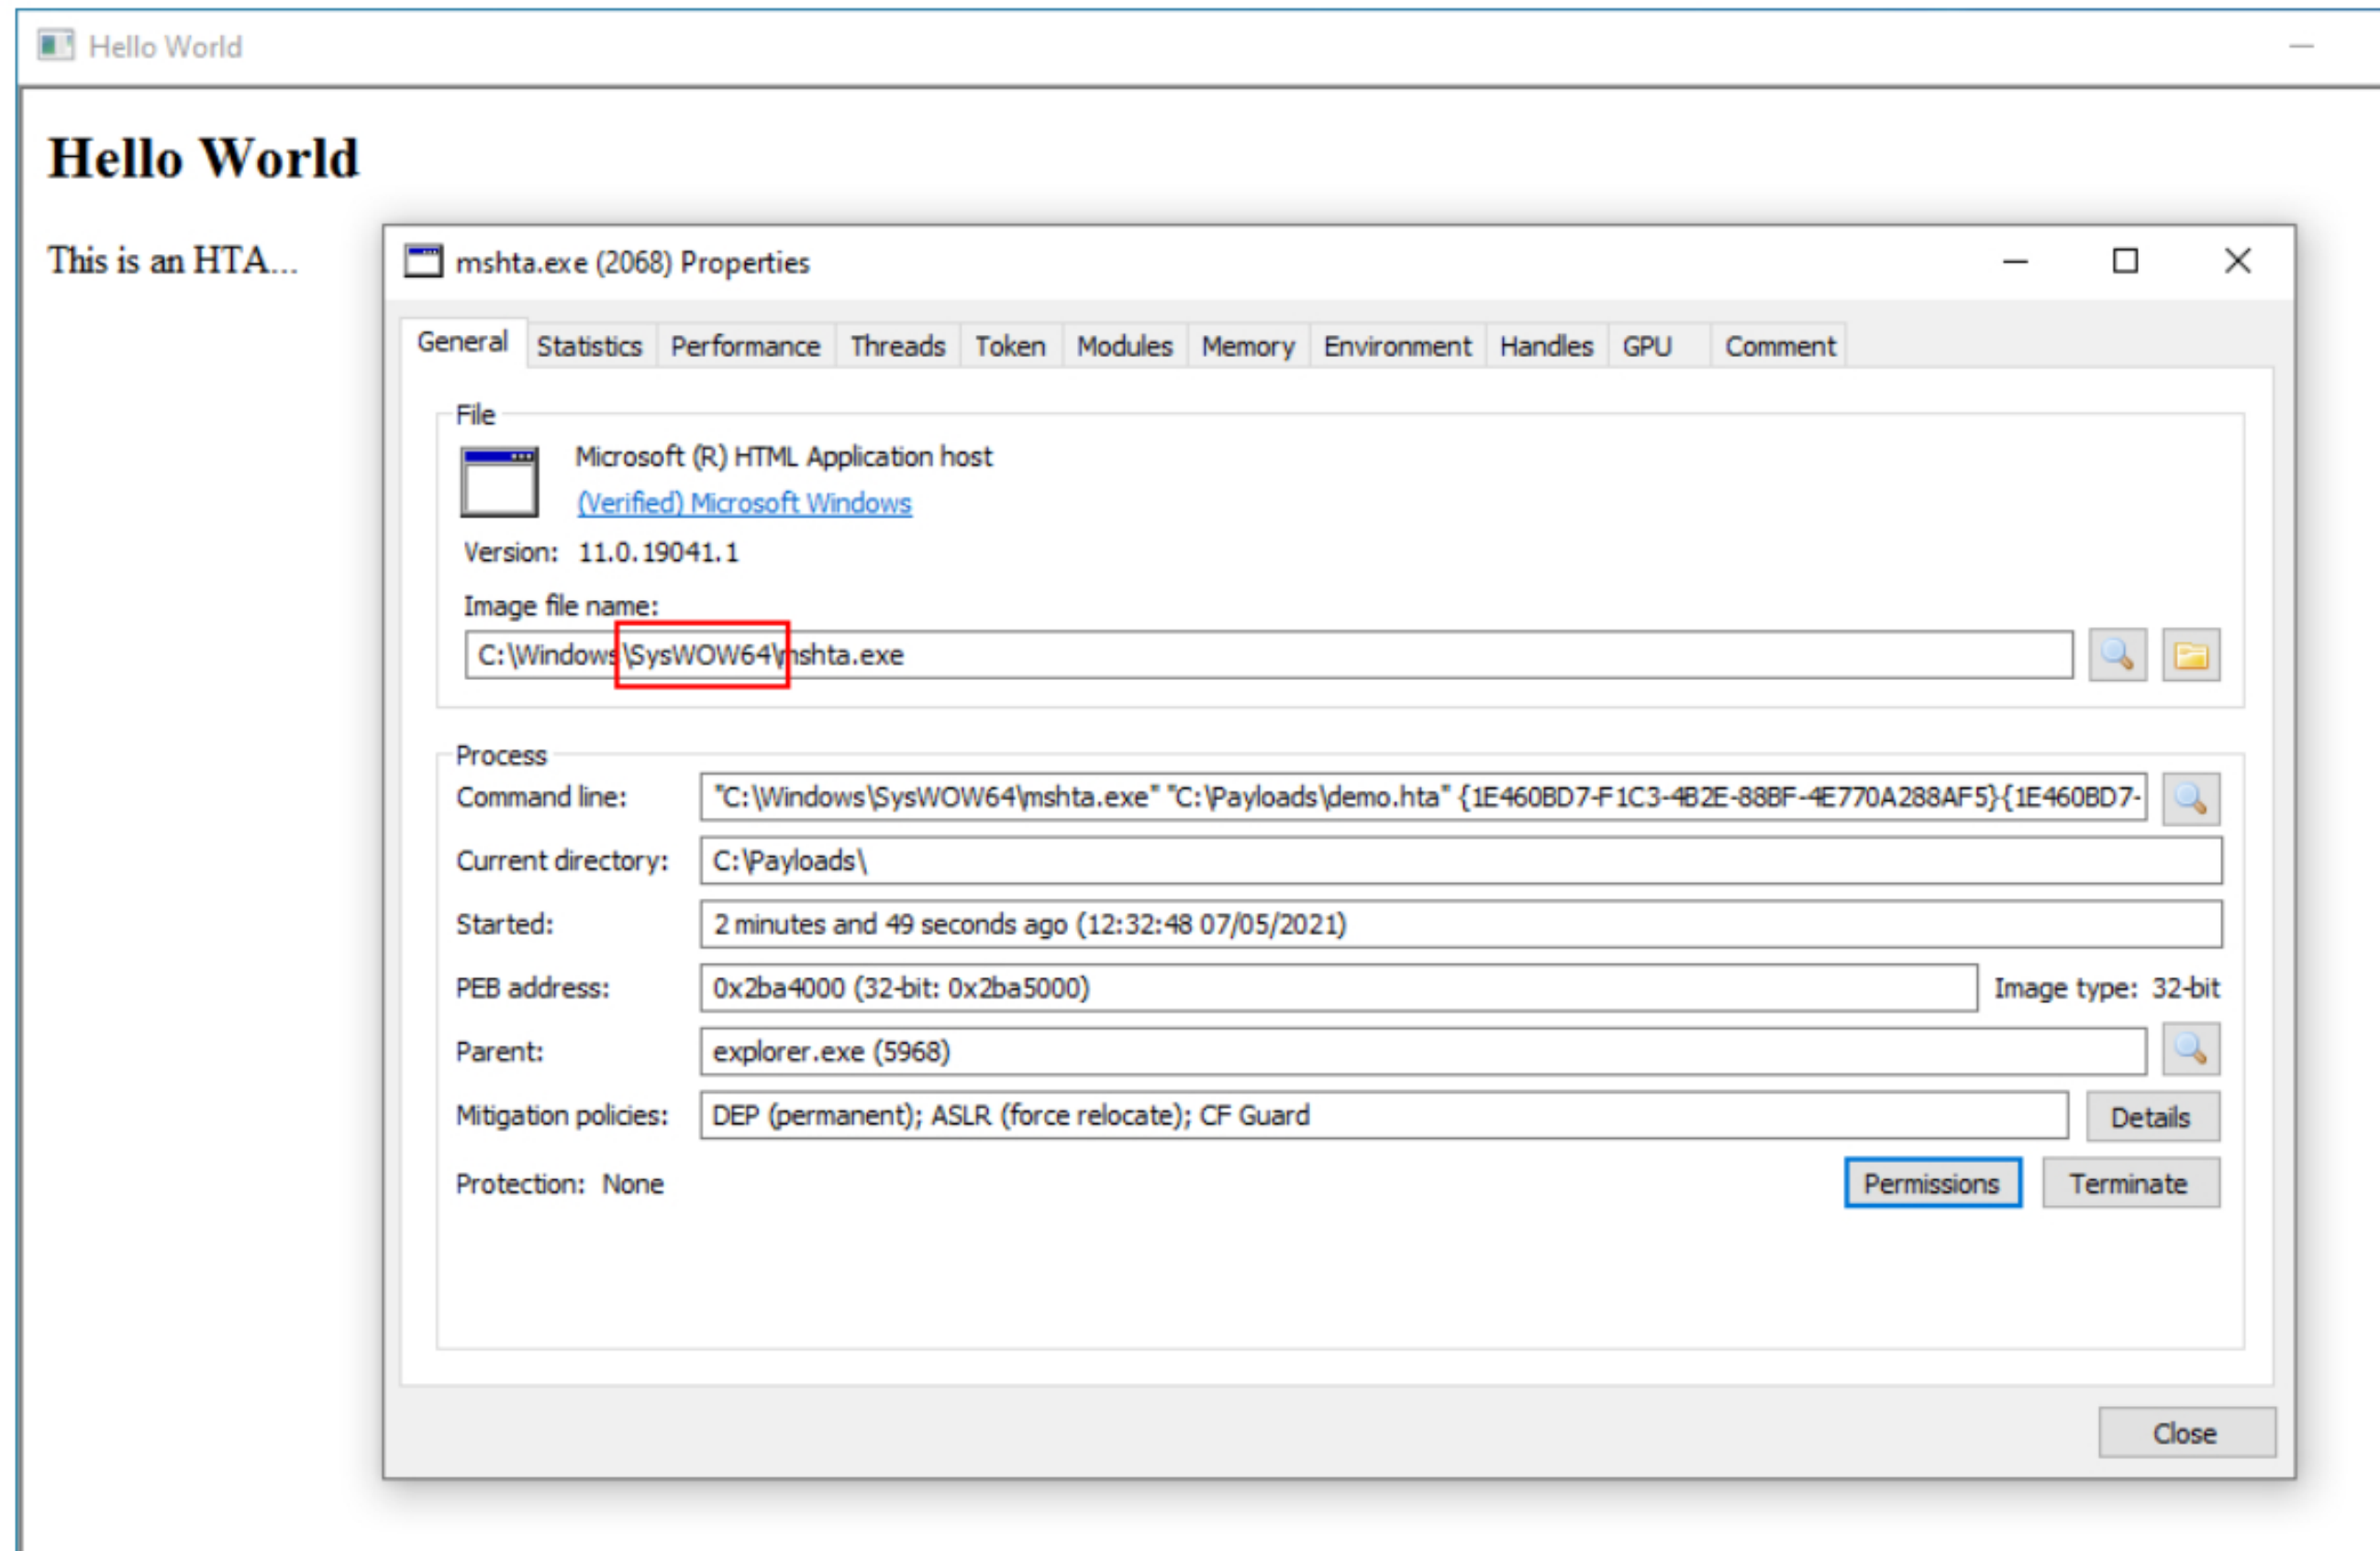 Hello World
Hello World
This is an HTA...
mshta.exe (2068) Properties
General Statistics Performance Threads Token Modules Memory Environment Handles GPU Comment
File
Microsoft (R) HTML Application host
(Verified) Microsoft Windows
Version: 11.0.19041.1
Image file name:
C:\Windows\SysWOW64\mshta.exe
Process
Command line: "C:\Windows\SysWOW64\mshta.exe" "C:\Payloads\demo.hta" {1E460BD7-F1C3-4B2E-88BF-4E770A288AF5}{1E460BD7-
Current directory: C:\Payloads\
Started: 2 minutes and 49 seconds ago (12:32:48 07/05/2021)
PEB address: 0x2ba4000 (32-bit: 0x2ba5000) Image type: 32-bit
Parent: explorer.exe (5968)
Mitigation policies: DEP (permanent); ASLR (force relocate); CF Guard Details
Protection: None Permissions Terminate
Close